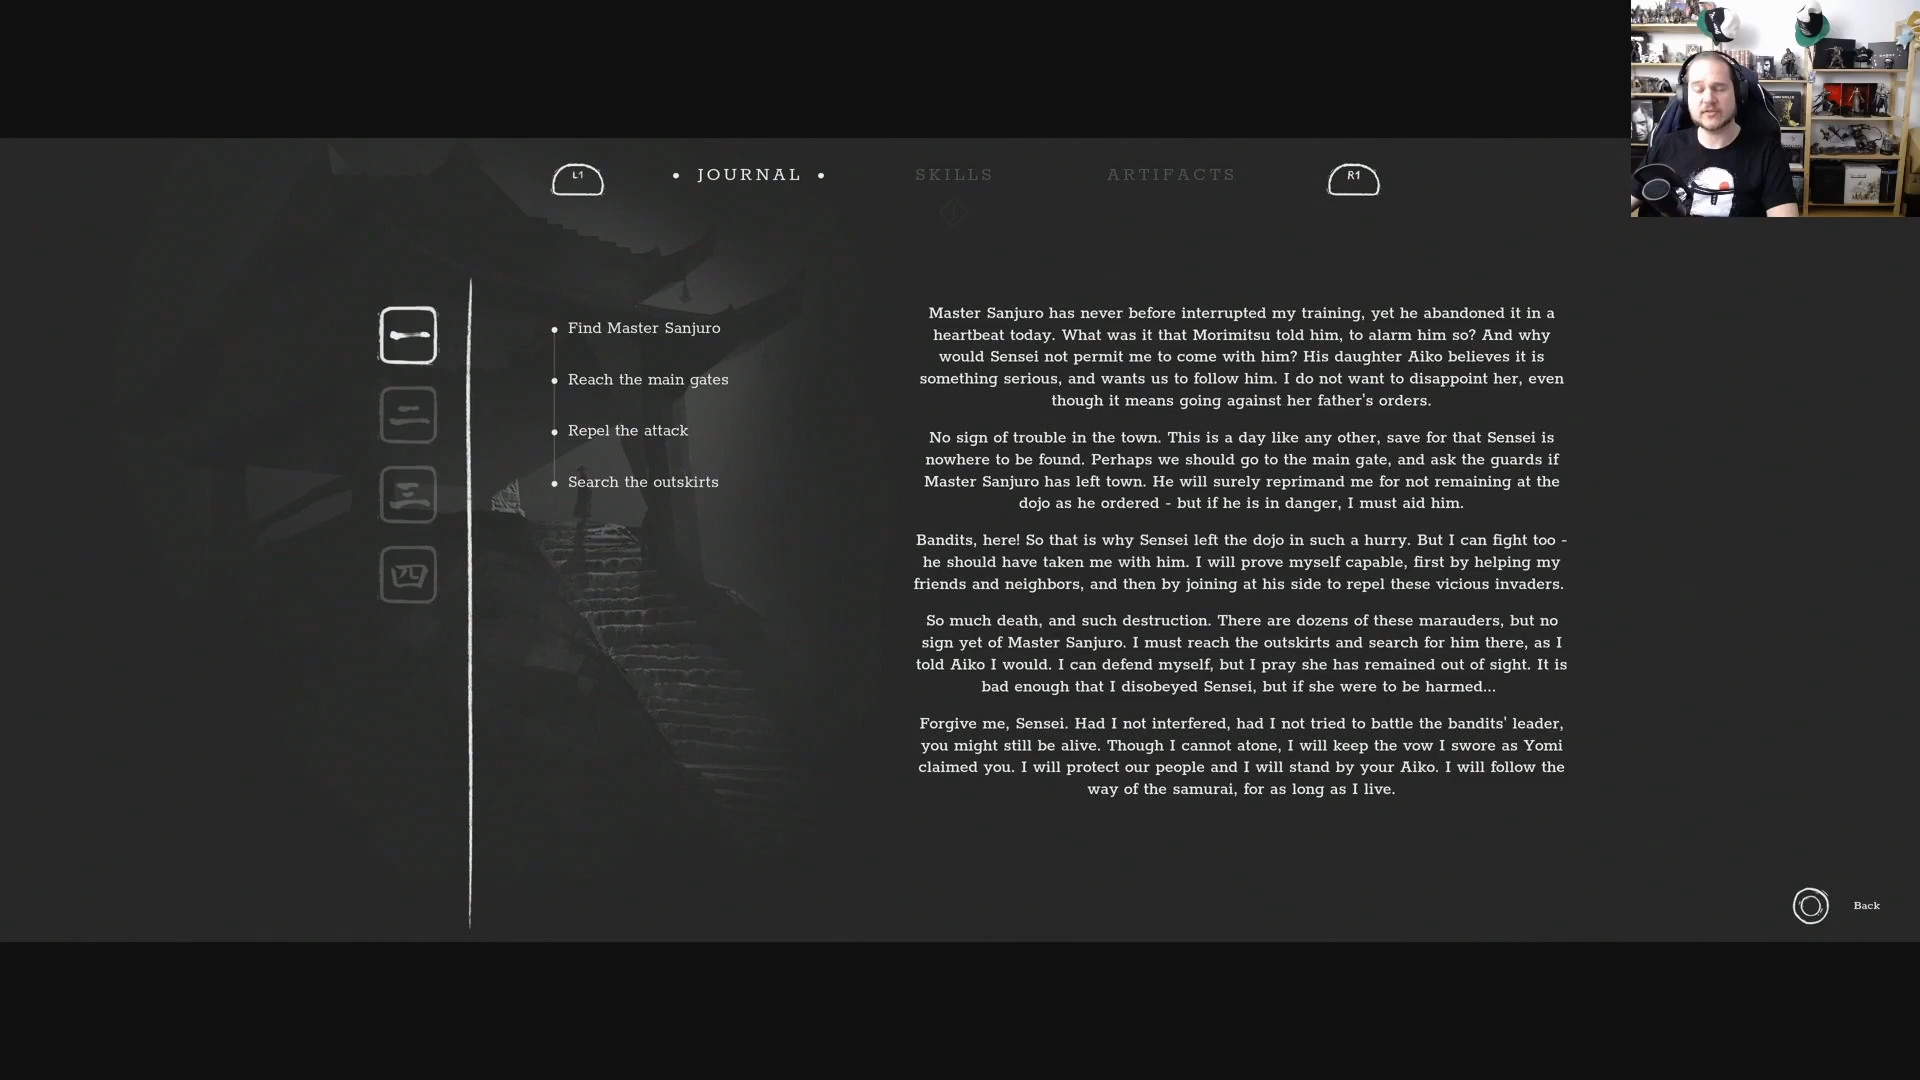 L1
JOURNAL
SKILLS
ARTIFACTS
R1
一
二
三
四
Find Master Sanjuro
Reach the main gates
Repel the attack
Search the outskirts
Master Sanjuro has never before interrupted my training, yet he abandoned it in a
heartbeat today. What was it that Morimitsu told him, to alarm him so? And why
would Sensei not permit me to come with him? His daughter Aiko believes it is
something serious, and wants us to follow him. I do not want to disappoint her, even
though it means going against her father's orders.
No sign of trouble in the town. This is a day like any other, save for that Sensei is
nowhere to be found. Perhaps we should go to the main gate, and ask the guards if
Master Sanjuro has left town. He will surely reprimand me for not remaining at the
dojo as he ordered - but if he is in danger, I must aid him.
Bandits, here! So that is why Sensei left the dojo in such a hurry. But I can fight too -
he should have taken me with him. I will prove myself capable, first by helping my
friends and neighbors, and then by joining at his side to repel these vicious invaders.
So much death, and such destruction. There are dozens of these marauders, but no
sign yet of Master Sanjuro. I must reach the outskirts and search for him there, as I
told Aiko I would. I can defend myself, but I pray she has remained out of sight. It is
bad enough that I disobeyed Sensei, but if she were to be harmed...
Forgive me, Sensei. Had I not interfered, had I not tried to battle the bandits' leader,
you might still be alive. Though I cannot atone, I will keep the vow I swore as Yomi
claimed you. I will protect our people and I will stand by your Aiko. I will follow the
way of the samurai, for as long as I live.
Back